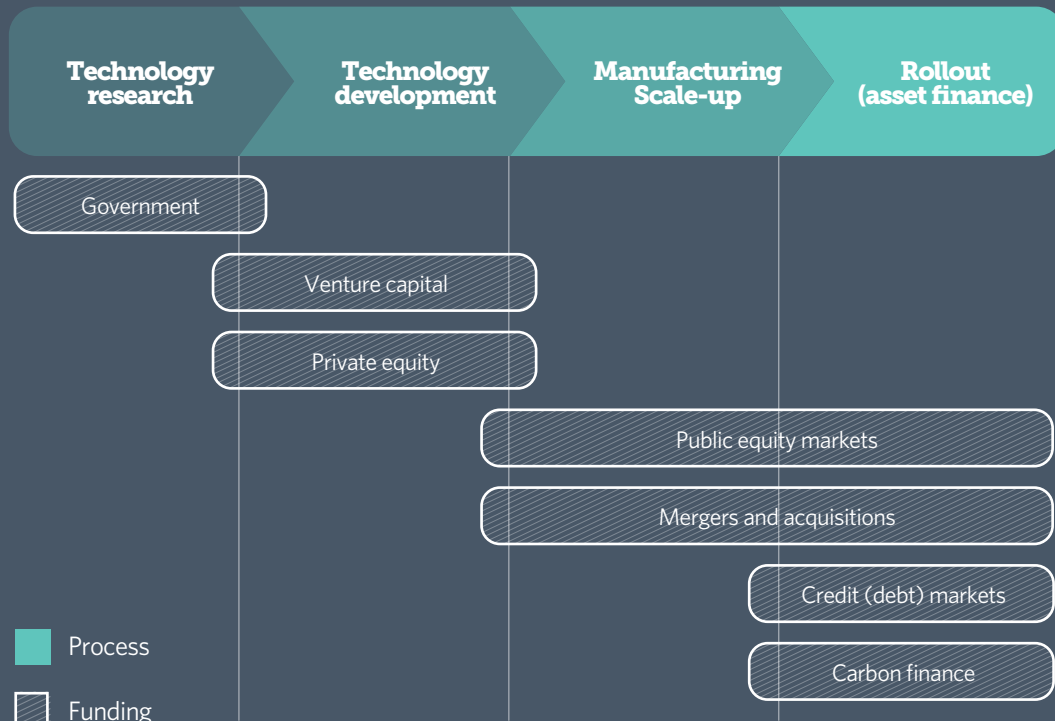 Technology
research
Technology
development
Manufacturing
Scale-up
Rollout
(asset finance)
Government
Venture capital
Private equity
Public equity markets
Mergers and acquisitions
Credit (debt) markets
Carbon finance
Process
Funding